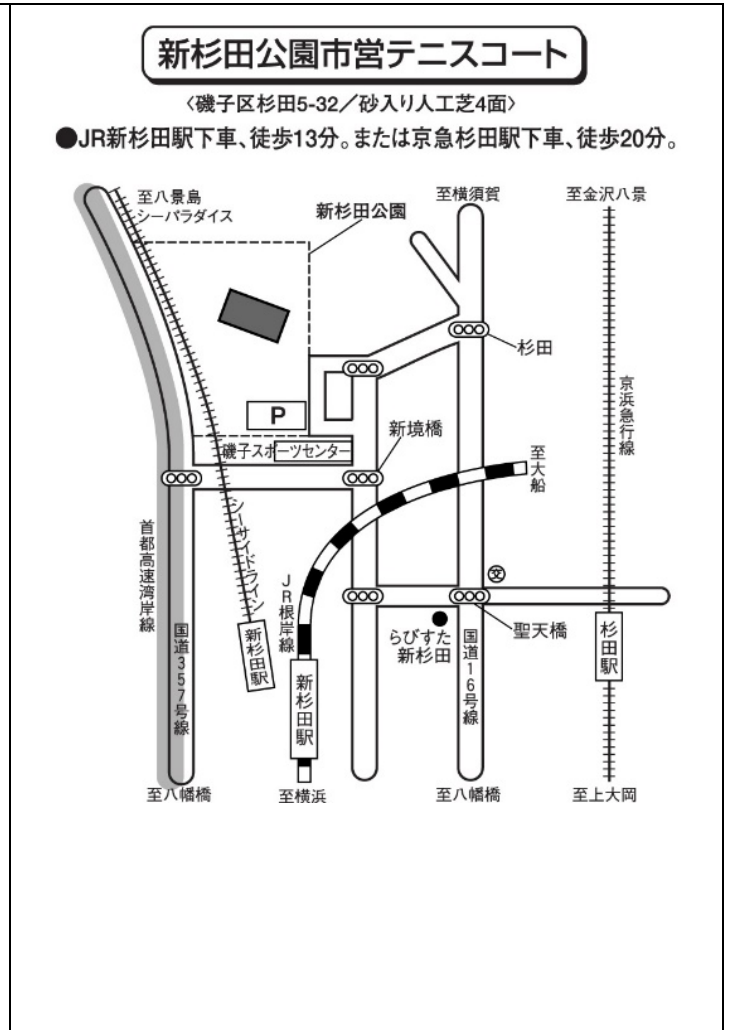 新杉田公園市営テニスコート
〈磯子区杉田5-32／砂入り人工芝4面〉
●JR新杉田駅下車、徒歩13分。または京急杉田駅下車、徒歩20分。
至八景島
シーパラダイス
新杉田公園
至横須賀
至金沢八景
杉田
京浜急行線
P
新境橋
磯子スポーツセンター
至大船
首都高速湾岸線
シーサイドライン
JR根岸線
交
聖天橋
らびすた
新杉田
国道357号線
新杉田駅
新杉田駅
国道16号線
杉田駅
至八幡橋
至横浜
至八幡橋
至上大岡